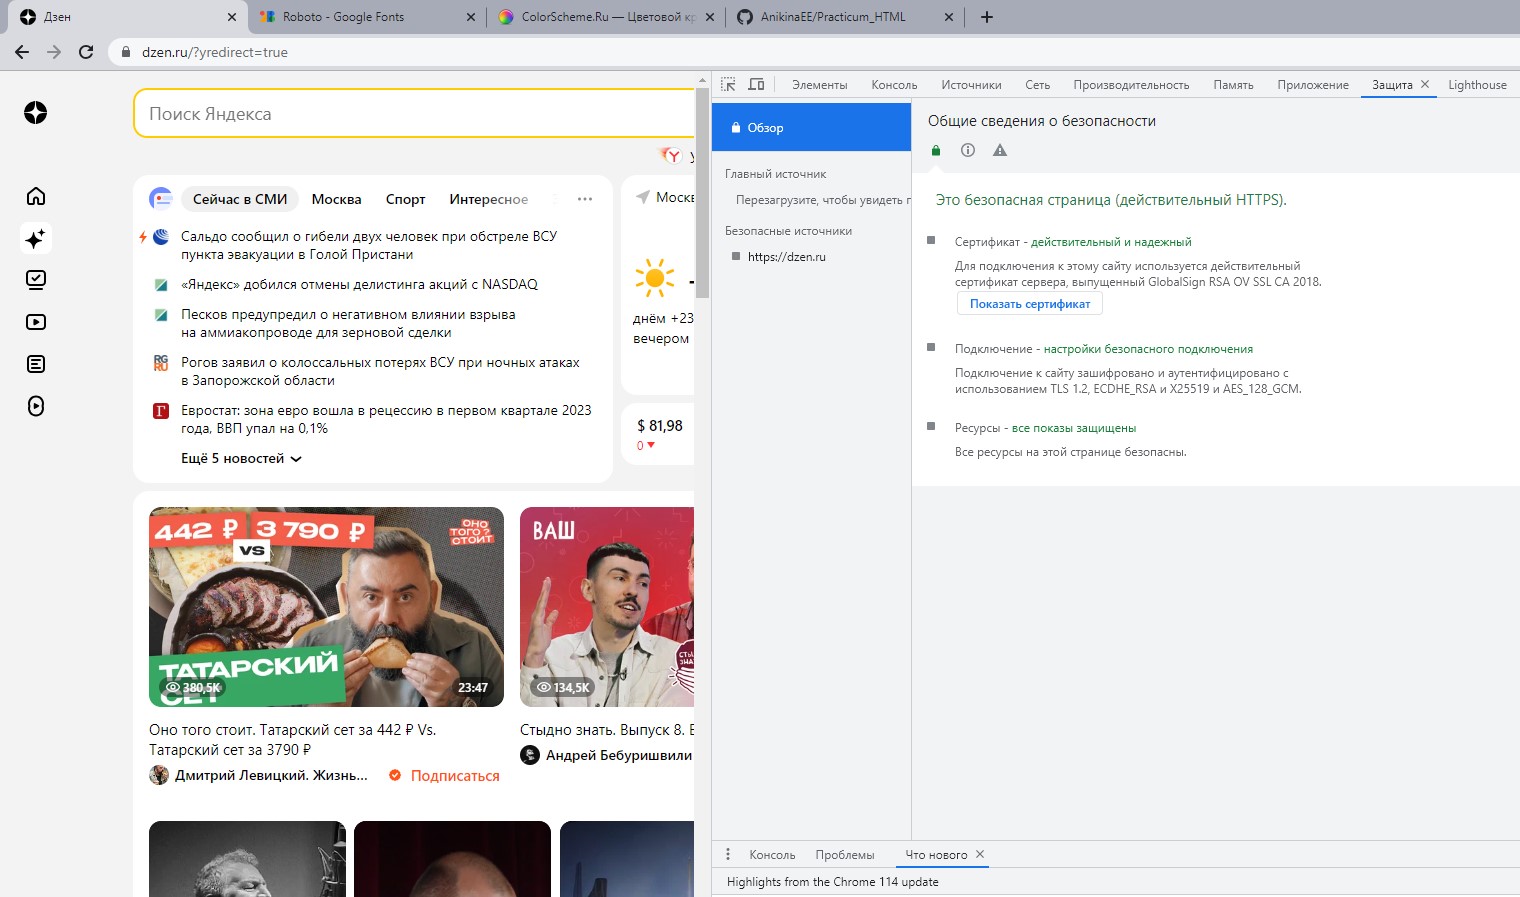 Дзен
Roboto - Google Fonts
ColorScheme.Ru — Цветовой кр
AnikinaEE/Practicum_HTML
dzen.ru/?yredirect=true
Поиск Яндекса
Сейчас в СМИ
Москва
Спорт
Интересное
Сальдо сообщил о гибели двух человек при обстреле ВСУ
пункта эвакуации в Голой Пристани
«Яндекс» добился отмены делистинга акций с NASDAQ
Песков предупредил о негативном влиянии взрыва
на аммиакопроводе для зерновой сделки
RG
RU
Рогов заявил о колоссальных потерях ВСУ при ночных атаках
в Запорожской области
Г
Евростат: зона евро вошла в рецессию в первом квартале 2023
года, ВВП упал на 0,1%
Ещё 5 новостей
Москв
днём +23
вечером
$ 81,98
0
442 ₽
3 790 ₽
VS
ОНО
ТОГО?
СТОИТ
ТАТАРСКИЙ
СЕТ
380,5K
23:47
Оно того стоит. Татарский сет за 442 ₽ Vs.
Татарский сет за 3790 ₽
Дмитрий Левицкий. Жизнь...
Подписаться
ВАШ
134,5K
Стыдно знать. Выпуск 8. Е
Андрей Бебуришвили
Элементы
Консоль
Источники
Сеть
Производительность
Память
Приложение
Защита
Lighthouse
Обзор
Главный источник
Перезагрузите, чтобы увидеть г
Безопасные источники
https://dzen.ru
Общие сведения о безопасности
Это безопасная страница (действительный HTTPS).
Сертификат - действительный и надежный
Для подключения к этому сайту используется действительный
сертификат сервера, выпущенный GlobalSign RSA OV SSL CA 2018.
Показать сертификат
Подключение - настройки безопасного подключения
Подключение к сайту зашифровано и аутентифицировано с
использованием TLS 1.2, ECDHE_RSA и X25519 и AES_128_GCM.
Ресурсы - все показы защищены
Все ресурсы на этой странице безопасны.
Консоль
Проблемы
Что нового
Highlights from the Chrome 114 update